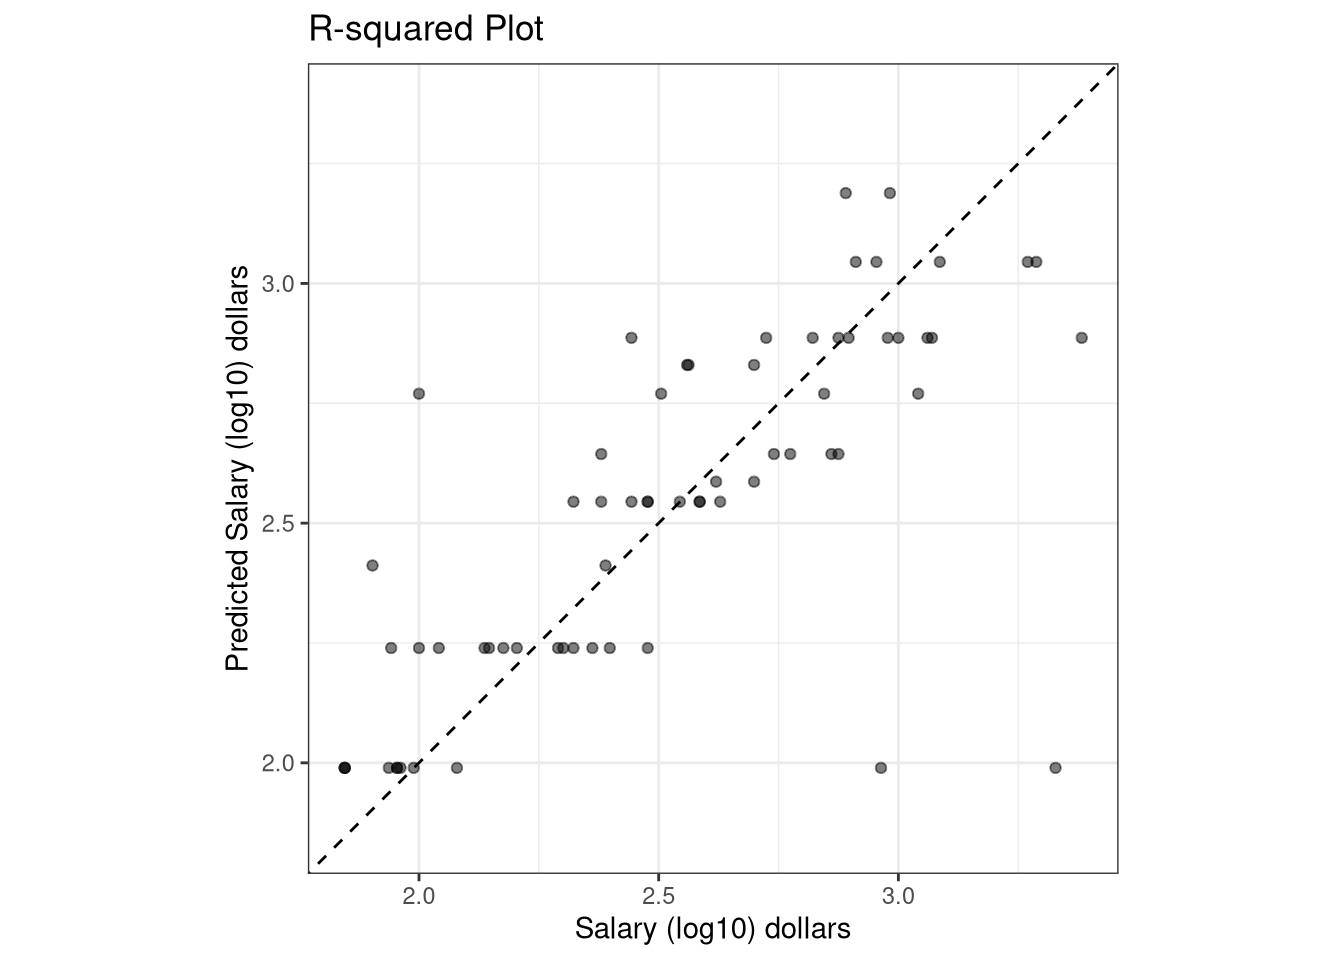 R-squared Plot
Predicted Salary (log10) dollars
3.0
2.5
2.0
2.0 2.5 3.0
Salary (log10) dollars